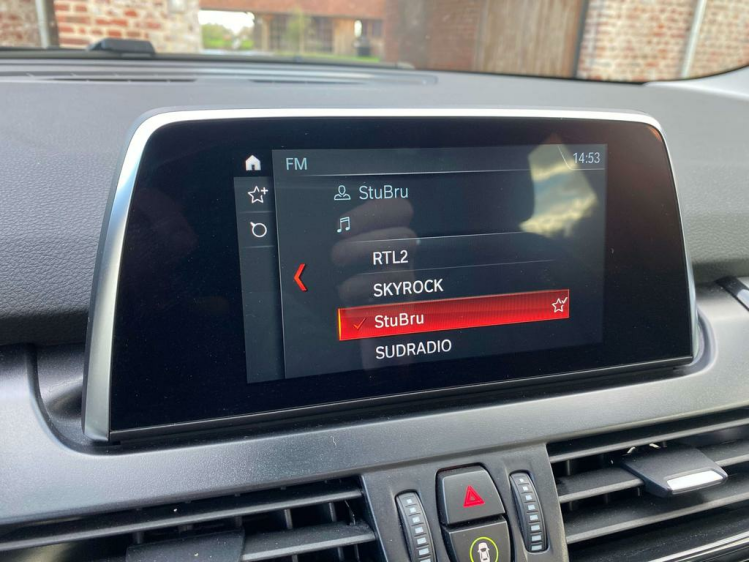 FM
14:53
StuBru
RTL2
SKYROCK
StuBru
SUDRADIO